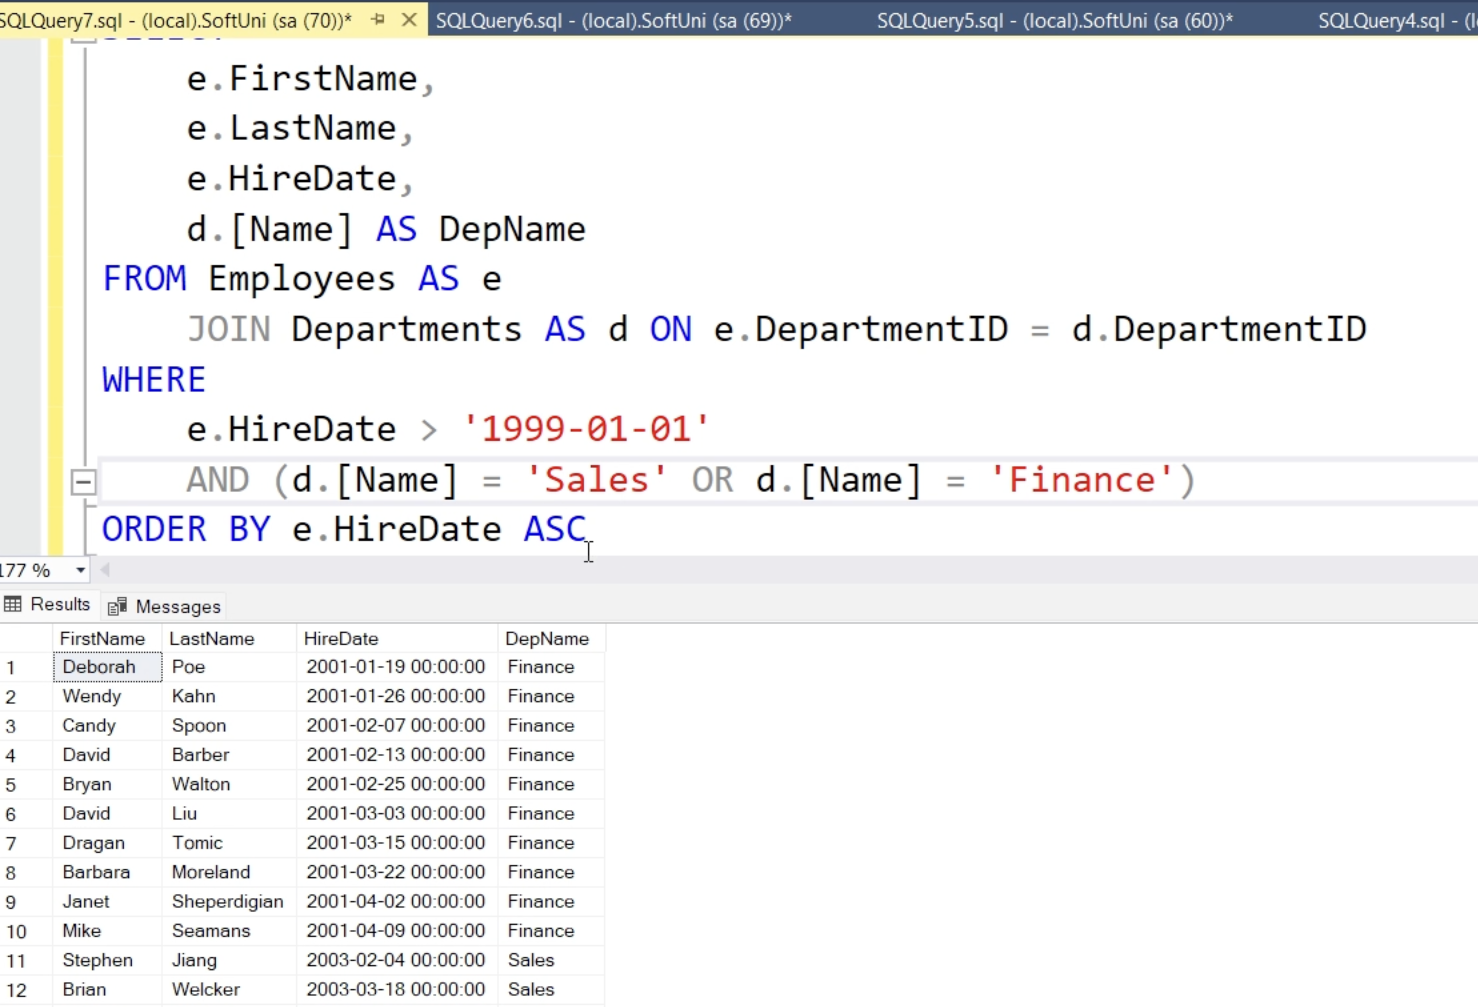 SQLQuery7.sql - (local).SoftUni (sa (70))* SQLQuery6.sql - (local).SoftUni (sa (69))* SQLQuery5.sql - (local).SoftUni (sa (60))* SQLQuery4.sql - (l
SELECT
e.FirstName,
e.LastName,
e.HireDate,
d.[Name] AS DepName
FROM Employees AS e
JOIN Departments AS d ON e.DepartmentID = d.DepartmentID
WHERE
e.HireDate > '1999-01-01'
AND (d.[Name] = 'Sales' OR d.[Name] = 'Finance')
ORDER BY e.HireDate ASC
177 %
Results Messages
FirstName LastName HireDate DepName
1 Deborah Poe 2001-01-19 00:00:00 Finance
2 Wendy Kahn 2001-01-26 00:00:00 Finance
3 Candy Spoon 2001-02-07 00:00:00 Finance
4 David Barber 2001-02-13 00:00:00 Finance
5 Bryan Walton 2001-02-25 00:00:00 Finance
6 David Liu 2001-03-03 00:00:00 Finance
7 Dragan Tomic 2001-03-15 00:00:00 Finance
8 Barbara Moreland 2001-03-22 00:00:00 Finance
9 Janet Sheperdigian 2001-04-02 00:00:00 Finance
10 Mike Seamans 2001-04-09 00:00:00 Finance
11 Stephen Jiang 2003-02-04 00:00:00 Sales
12 Brian Welcker 2003-03-18 00:00:00 Sales